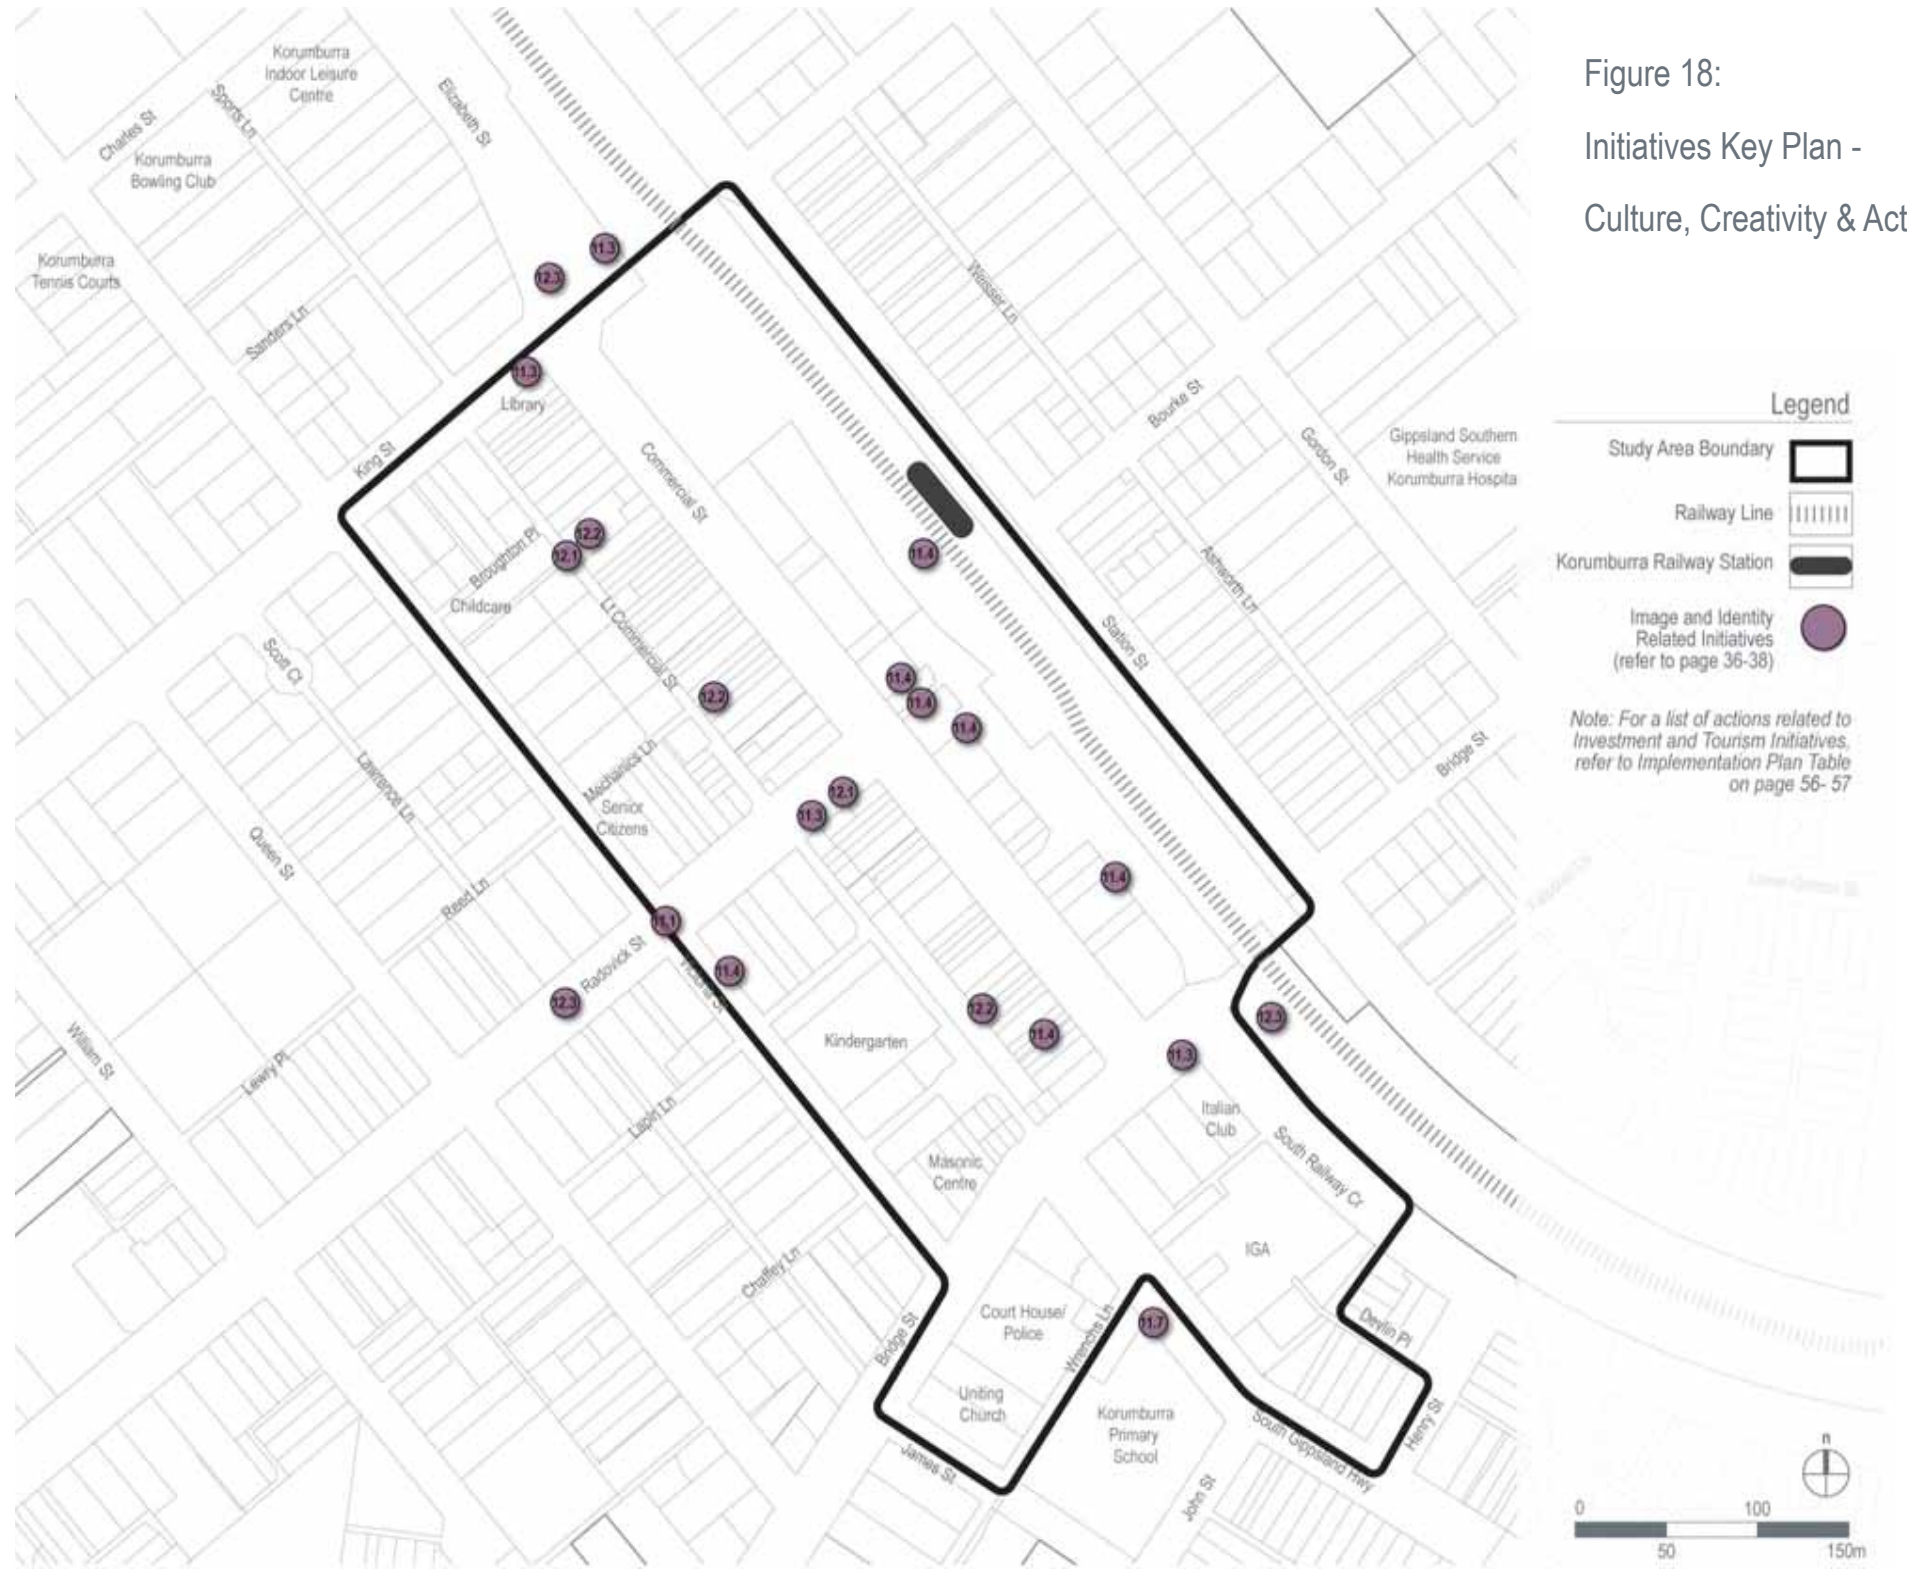 Figure 18:
Initiatives Key Plan -
Culture, Creativity & Act
Korumburra
Indoor Leisure
Centre
Elizabeth St
Sports Ln
Charles St
Korumburra
Bowling Club
Korumburra
Tennis Courts
11.3
12.3
Sanders Ln
Weisser Ln
11.3
Library
King St
Commercial St
Bourke St
Gordon St
Gippsland Southern
Health Service
Korumburra Hospita
12.2
12.1
Broughton Pl
Childcare
11.4
Ashworth Ln
Lt Commercial St
Station St
Scott Ct
11.4
11.4
11.4
12.2
Bridge St
Mechanics Ln
Lawrence Ln
Senior
Citizens
12.1
11.3
Queen St
Reed Ln
11.4
11.1
Radovick St
Victoria St
11.4
12.3
12.2
11.4
12.3
11.3
Kindergarten
William St
Lewry Pl
Lapin Ln
Italian
Club
South Railway Cr
Masonic
Centre
IGA
Chaffey Ln
Court House/
Police
Wrenchs Ln
11.7
Devlin Pl
Bridge St
Uniting
Church
Korumburra
Primary
School
South Gippsland Hwy
Henry St
James St
John St
Legend
Study Area Boundary
Railway Line
Korumburra Railway Station
Image and Identity
Related Initiatives
(refer to page 36-38)
Note: For a list of actions related to
Investment and Tourism Initiatives,
refer to Implementation Plan Table
on page 56- 57
n
0
100
50
150m